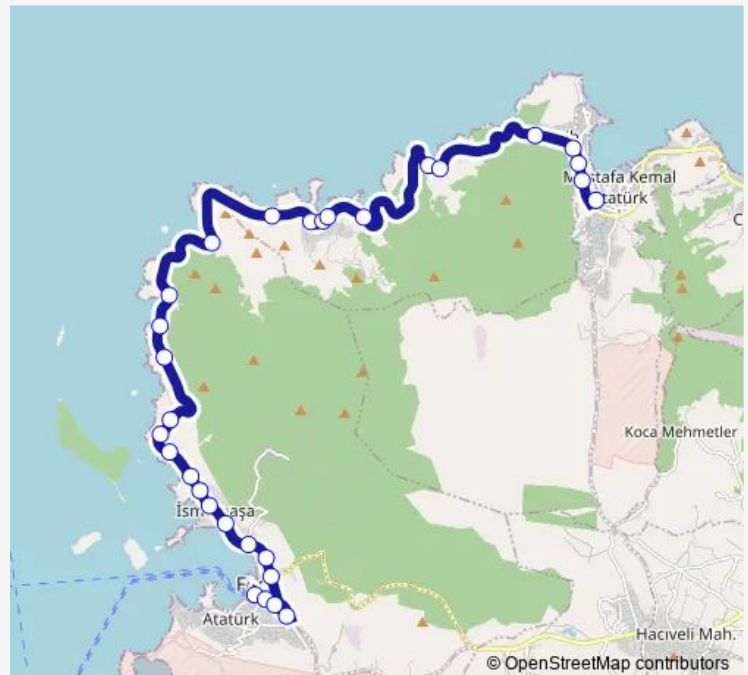 Mustafa Kemal
Atatürk
Koca Mehmetler
Atatürk
Hacıveli Mah.
© OpenStreetMap contributors